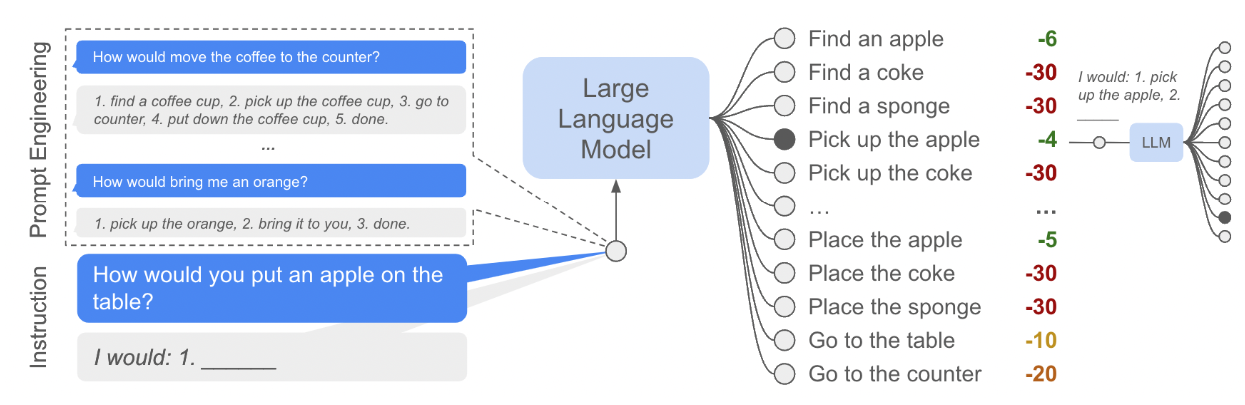 Prompt Engineering
How would move the coffee to the counter?
1. find a coffee cup, 2. pick up the coffee cup, 3. go to
counter, 4. put down the coffee cup, 5. done.
...
How would bring me an orange?
1. pick up the orange, 2. bring it to you, 3. done.
Instruction
How would you put an apple on the
table?
I would: 1. ______
Large
Language
Model
Find an apple -6
Find a coke -30
Find a sponge -30
Pick up the apple -4
Pick up the coke -30
... ...
Place the apple -5
Place the coke -30
Place the sponge -30
Go to the table -10
Go to the counter -20
I would: 1. pick
up the apple, 2.
______
LLM